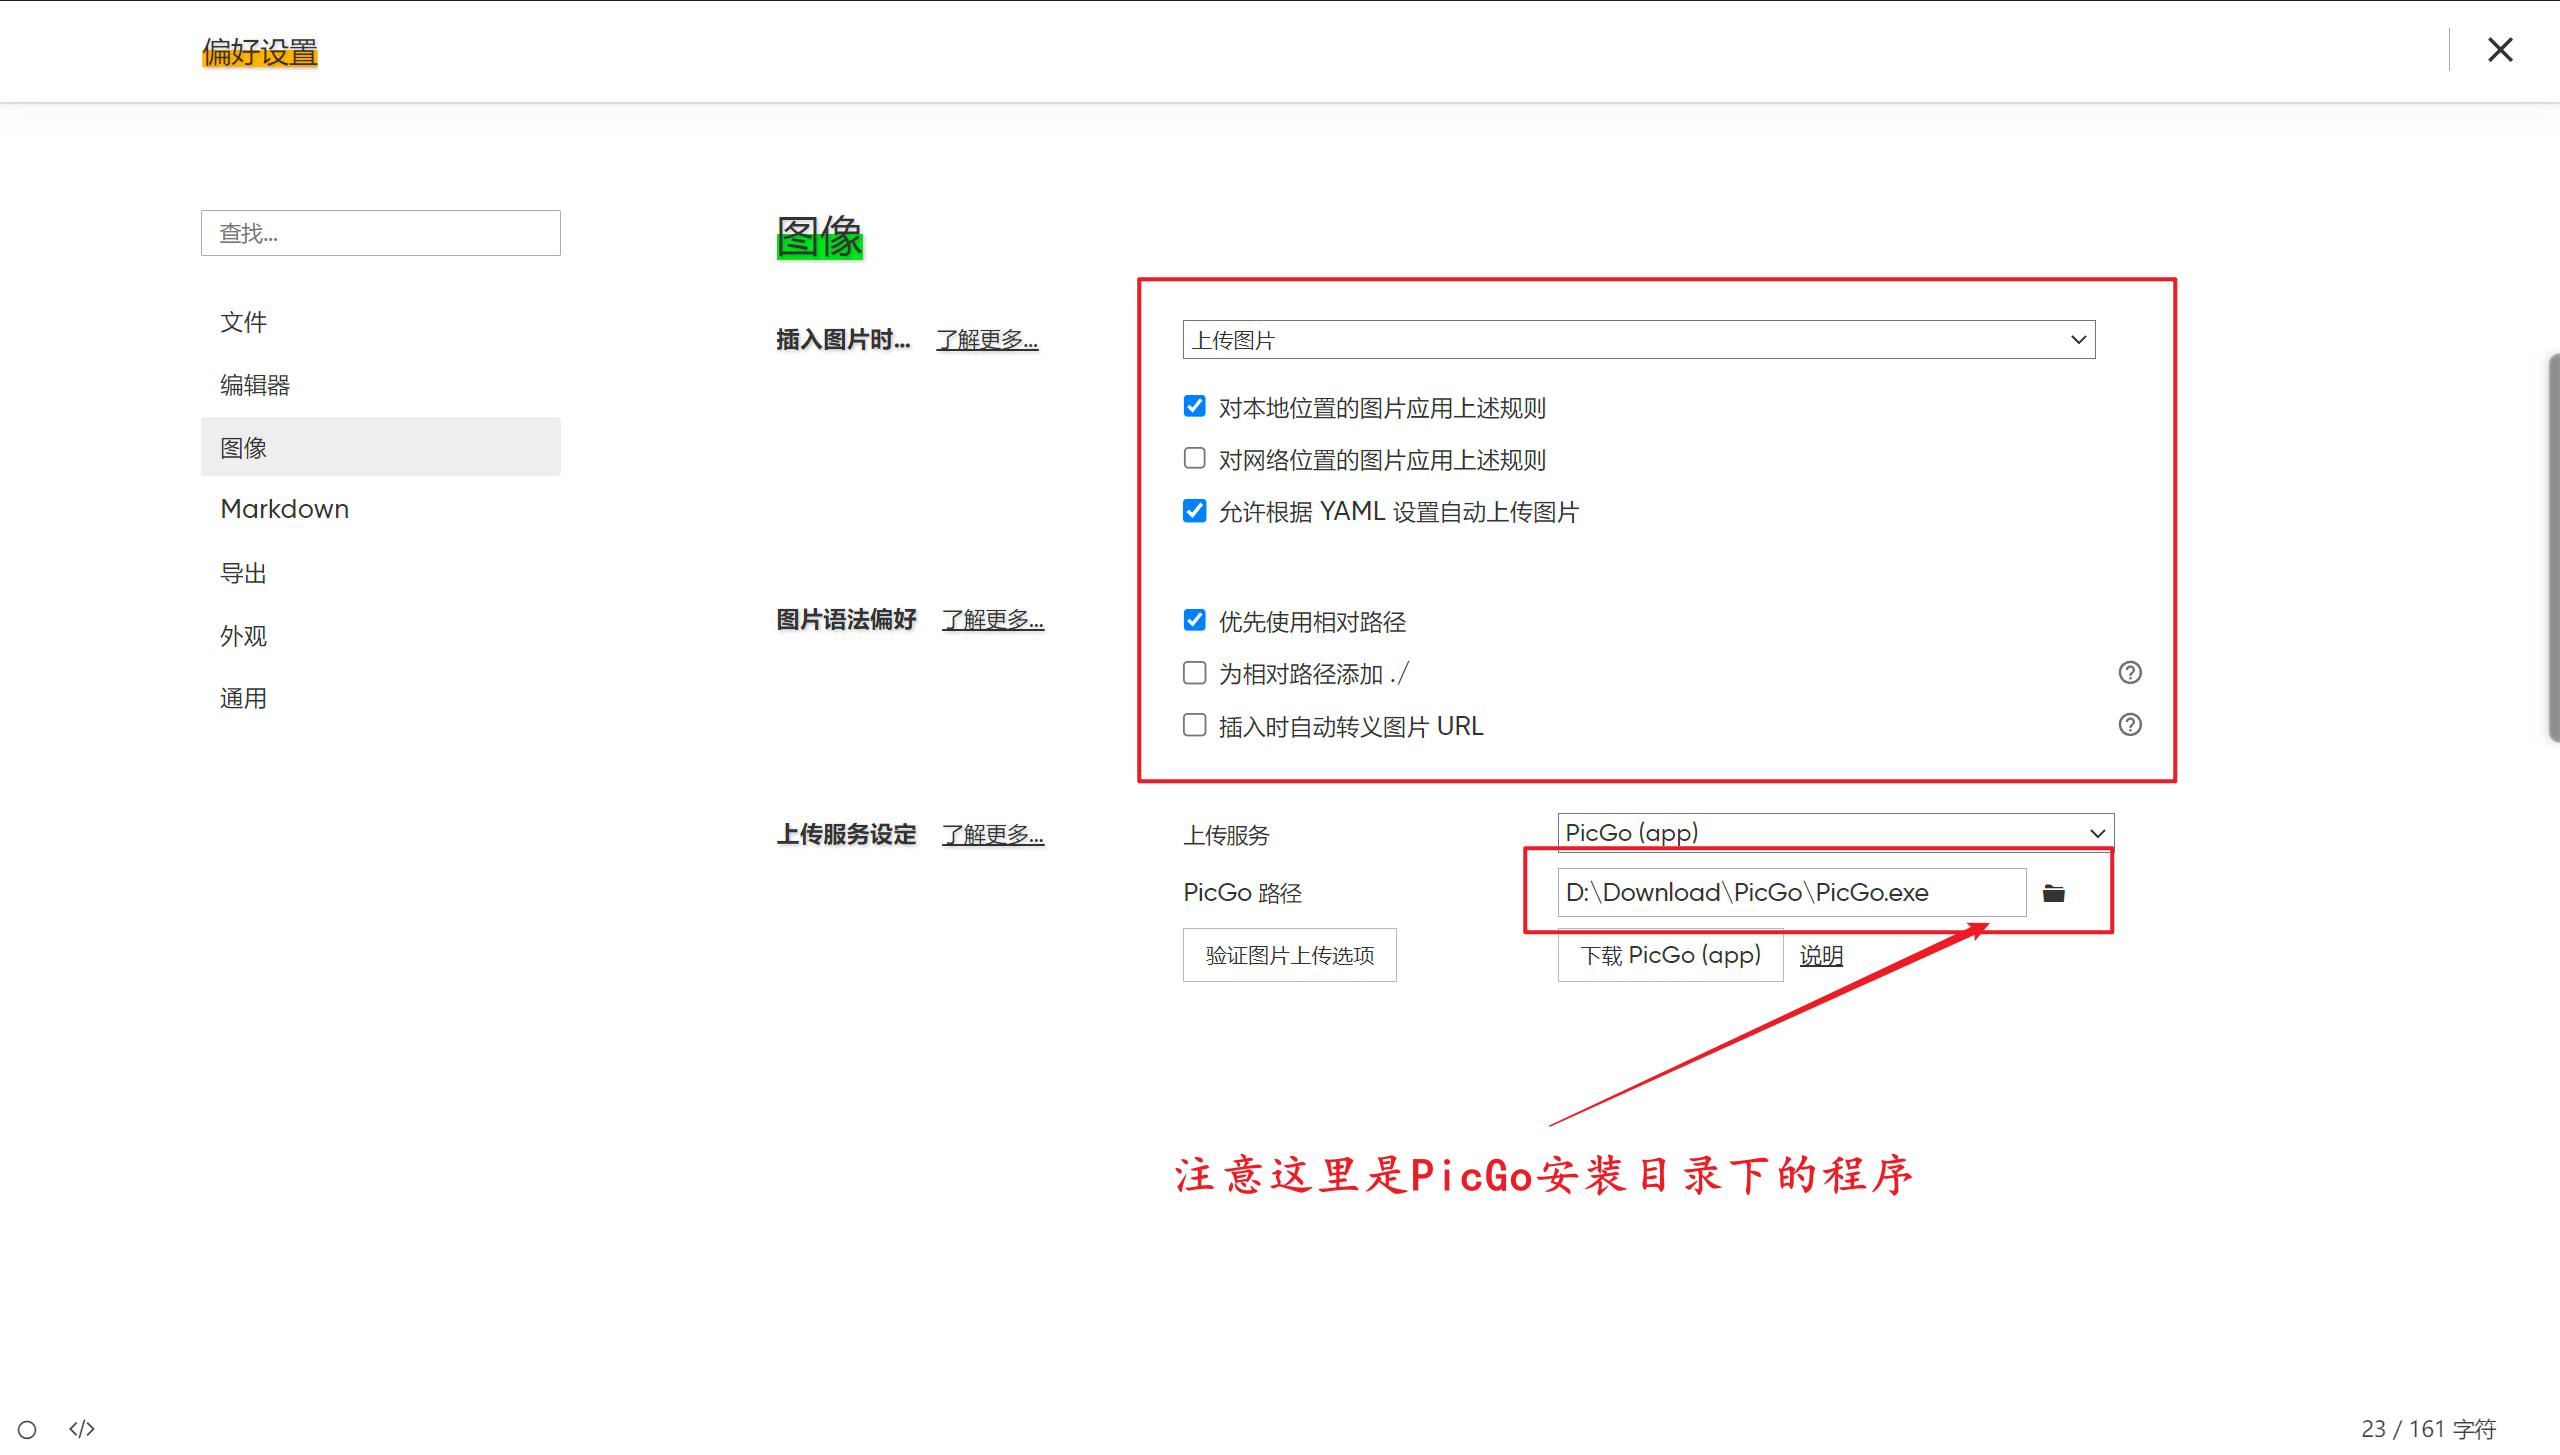 偏好设置
查找...
文件
编辑器
图像
Markdown
导出
外观
通用
图像
插入图片时... 了解更多...
上传图片
对本地位置的图片应用上述规则
对网络位置的图片应用上述规则
允许根据 YAML 设置自动上传图片
图片语法偏好 了解更多...
优先使用相对路径
为相对路径添加 ./
插入时自动转义图片 URL
上传服务设定 了解更多...
上传服务 PicGo (app)
PicGo 路径 D:\Download\PicGo\PicGo.exe
验证图片上传选项 下载 PicGo (app) 说明
注意这里是PicGo安装目录下的程序
23 / 161 字符